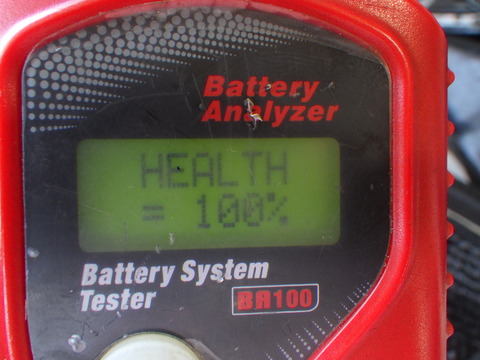 Battery
Analyzer
HEALTH
= 100%
Battery System
Tester
BA100